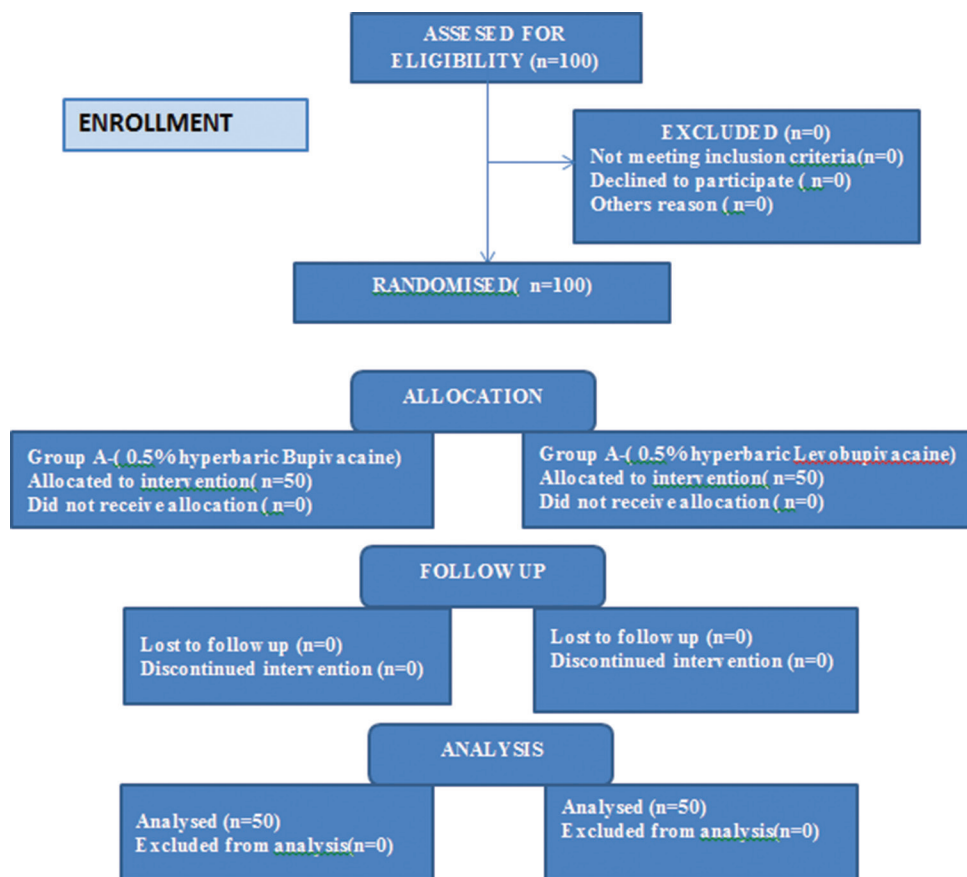 ASSESED FOR
ELIGIBILITY (n=100)
ENROLLMENT
EXCLUDED (n=0)
Not meeting inclusion criteria(n=0)
Declined to participate ( n=0)
Others reason ( n=0)
RANDOMISED( n=100)
ALLOCATION
Group A-( 0.5% hyperbaric Bupivacaine)
Allocated to intervention( n=50)
Did not receive allocation ( n=0)
Group A-( 0.5% hyperbaric Levobupivacaine)
Allocated to intervention( n=50)
Did not receive allocation ( n=0)
FOLLOW UP
Lost to follow up (n=0)
Discontinued intervention (n=0)
Lost to follow up (n=0)
Discontinued intervention (n=0)
ANALYSIS
Analysed (n=50)
Excluded from analysis(n=0)
Analysed (n=50)
Excluded from analysis(n=0)